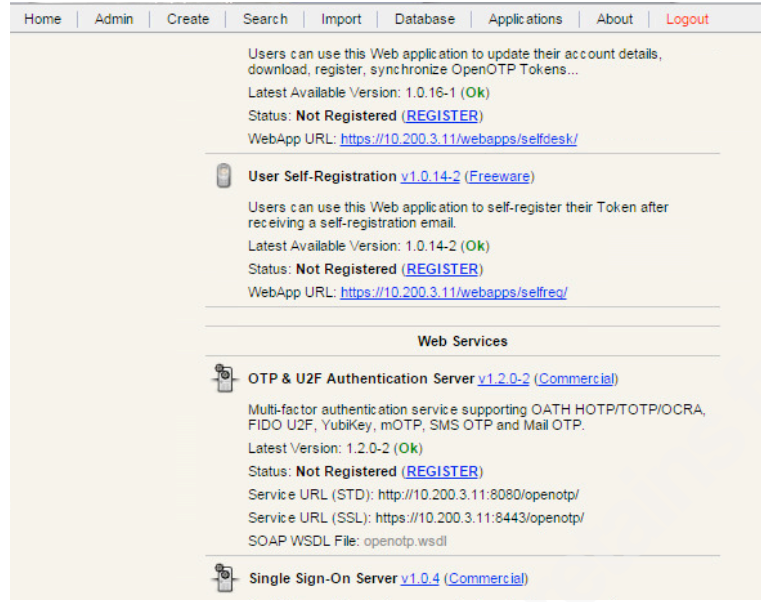 Home | Admin | Create | Search | Import | Database | Applications | About | Logout
Users can use this Web application to update their account details,
download, register, synchronize OpenOTP Tokens...
Latest Available Version: 1.0.16-1 (Ok)
Status: Not Registered (REGISTER)
WebApp URL: https://10.200.3.11/webapps/selfdesk/
User Self-Registration v1.0.14-2 (Freeware)
Users can use this Web application to self-register their Token after
receiving a self-registration email.
Latest Available Version: 1.0.14-2 (Ok)
Status: Not Registered (REGISTER)
WebApp URL: https://10.200.3.11/webapps/selfreg/
Web Services
OTP & U2F Authentication Server v1.2.0-2 (Commercial)
Multi-factor authentication service supporting OATH HOTP/TOTP/OCRA,
FIDO U2F, YubiKey, mOTP, SMS OTP and Mail OTP.
Latest Version: 1.2.0-2 (Ok)
Status: Not Registered (REGISTER)
Service URL (STD): http://10.200.3.11:8080/openotp/
Service URL (SSL): https://10.200.3.11:8443/openotp/
SOAP WSDL File: openotp.wsdl
Single Sign-On Server v1.0.4 (Commercial)